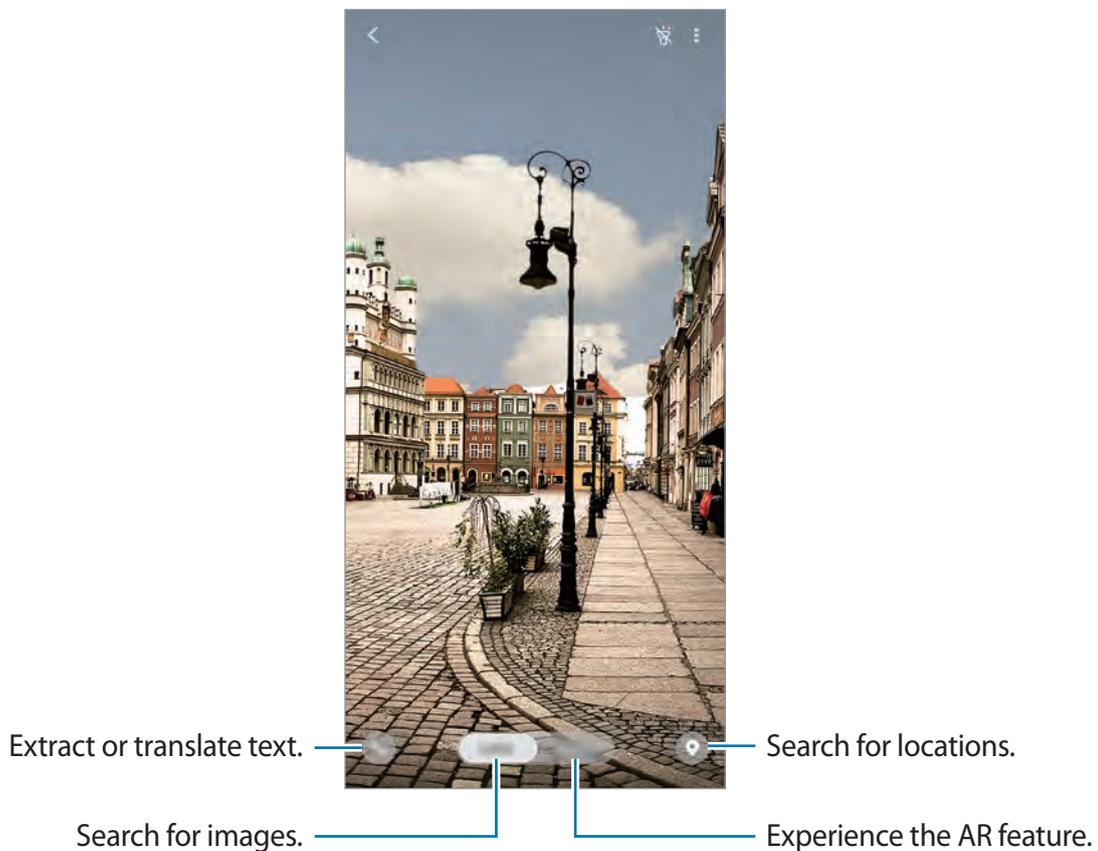 Extract or translate text.
Search for locations.
Search for images.
Experience the AR feature.